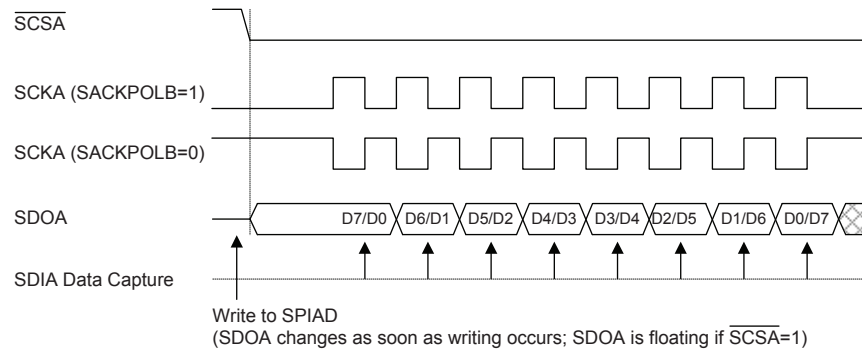 SCSA
SCKA (SACKPOLB=1)
SCKA (SACKPOLB=0)
SDOA
D7/D0 D6/D1 D5/D2 D4/D3 D3/D4 D2/D5 D1/D6 D0/D7
SDIA Data Capture
Write to SPIAD
(SDOA changes as soon as writing occurs; SDOA is floating if SCSA=1)